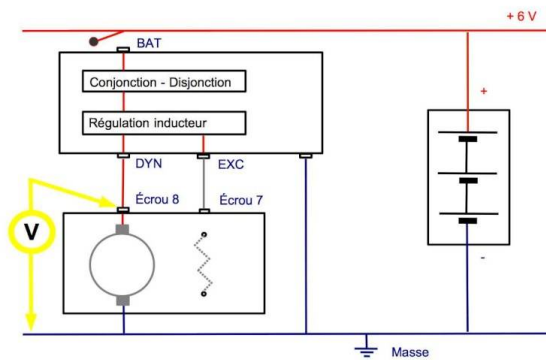 + 6 V
BAT
Conjonction - Disjonction
+
Régulation inducteur
DYN
EXC
Écrou 8
Écrou 7
V
-
Masse